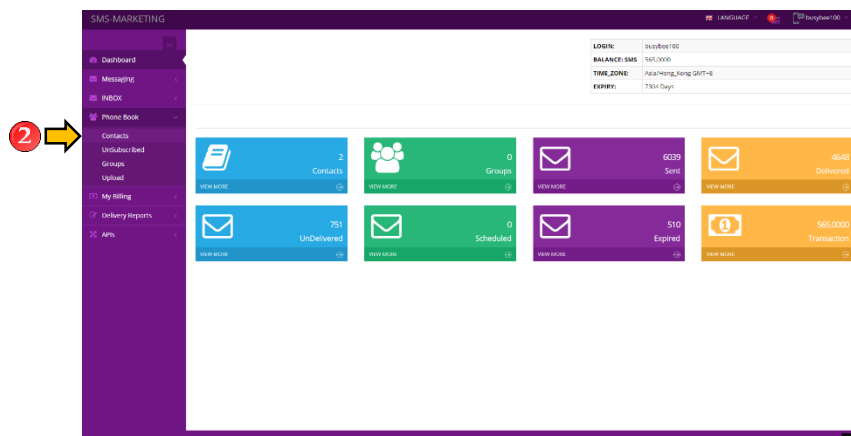 SMS-MARKETING
LANGUAGE
busybee100
LOGIN: busybee100
BALANCE: SMS 565.0000
TIME_ZONE: Asia/Hong_Kong GMT+8
EXPIRY: Days
Dashboard
Messaging
INBOX
Phone Book
2
Contacts
UnSubscribed
Groups
Upload
My Billing
Delivery Reports
APIs
2
Contacts
VIEW MORE
0
Groups
VIEW MORE
6039
Sent
VIEW MORE
4648
Delivered
VIEW MORE
751
UnDelivered
VIEW MORE
0
Scheduled
VIEW MORE
510
Expired
VIEW MORE
1
565.0000
Transaction
VIEW MORE